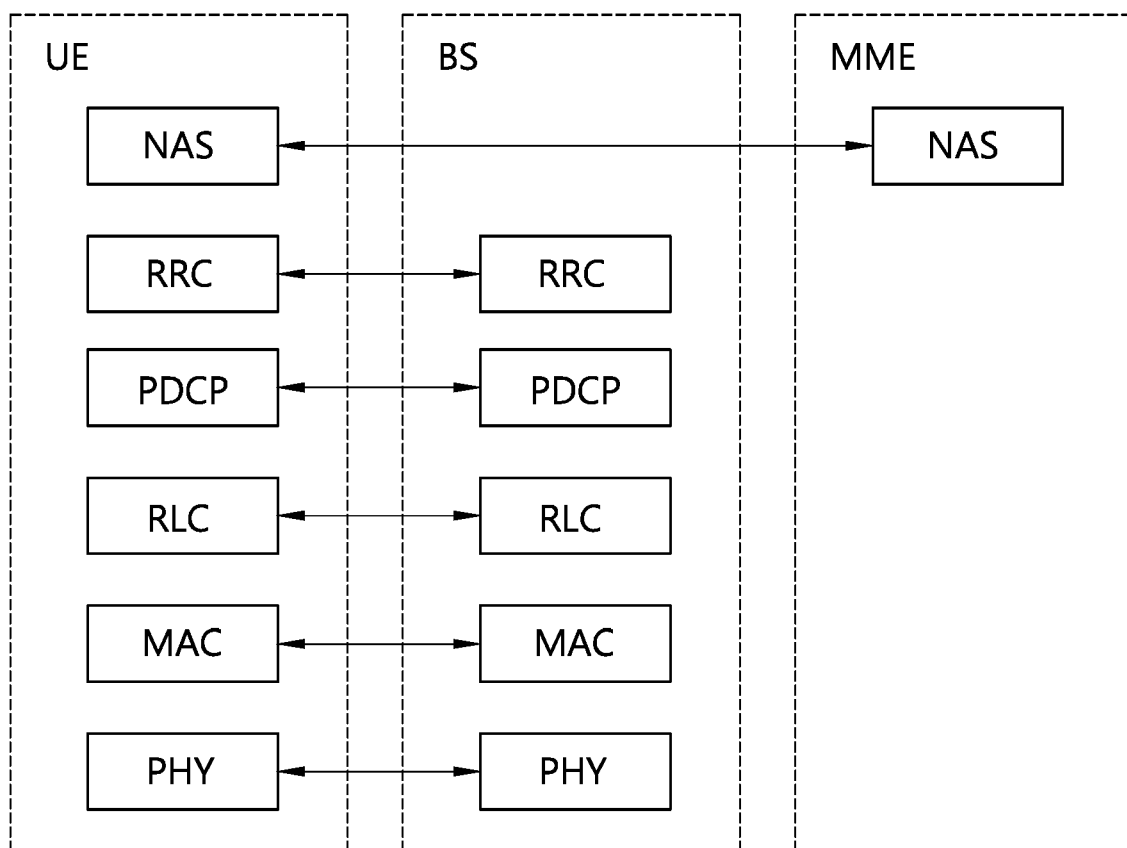 UE BS MME
NAS NAS
RRC RRC
PDCP PDCP
RLC RLC
MAC MAC
PHY PHY